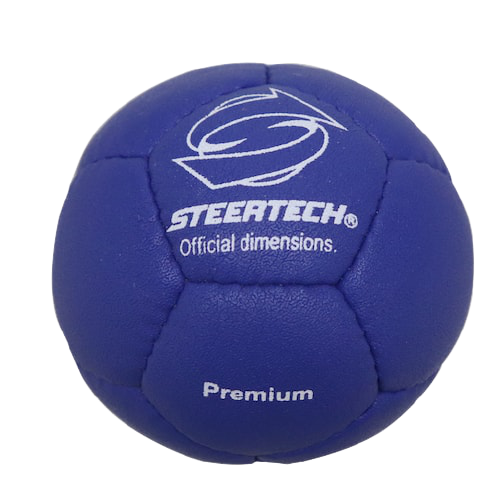 STEERTECH®
Official dimensions.
Premium